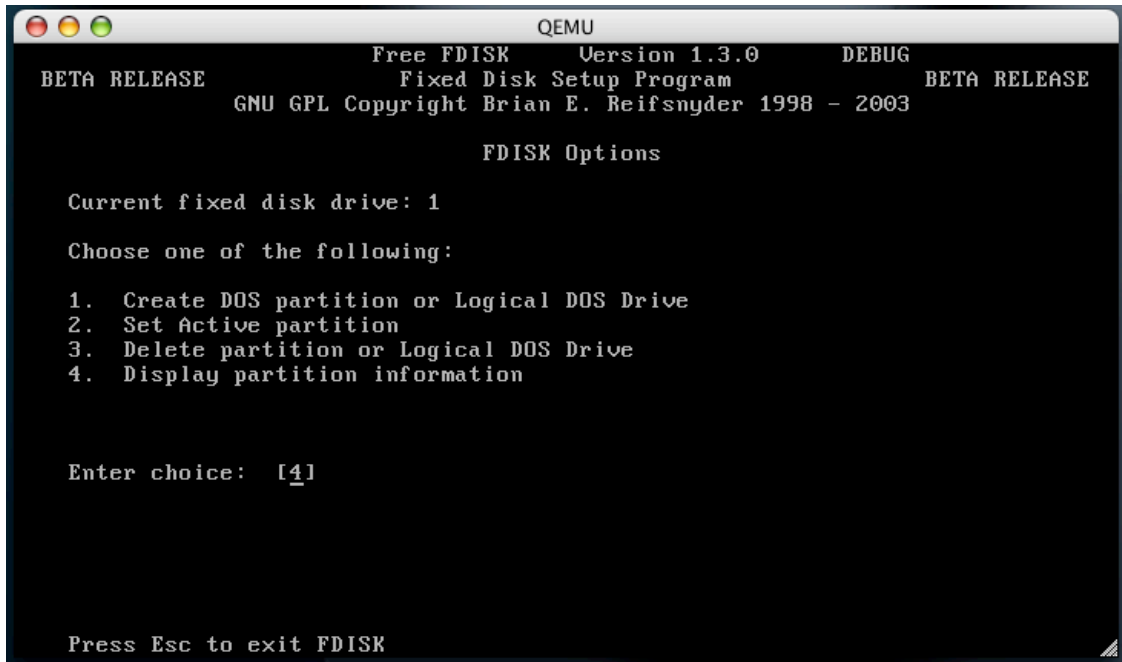 QEMU
Free FDISK Version 1.3.0 DEBUG
BETA RELEASE Fixed Disk Setup Program BETA RELEASE
GNU GPL Copyright Brian E. Reifsnyder 1998 - 2003
FDISK Options
Current fixed disk drive: 1
Choose one of the following:
1. Create DOS partition or Logical DOS Drive
2. Set Active partition
3. Delete partition or Logical DOS Drive
4. Display partition information
Enter choice: [4]
Press Esc to exit FDISK